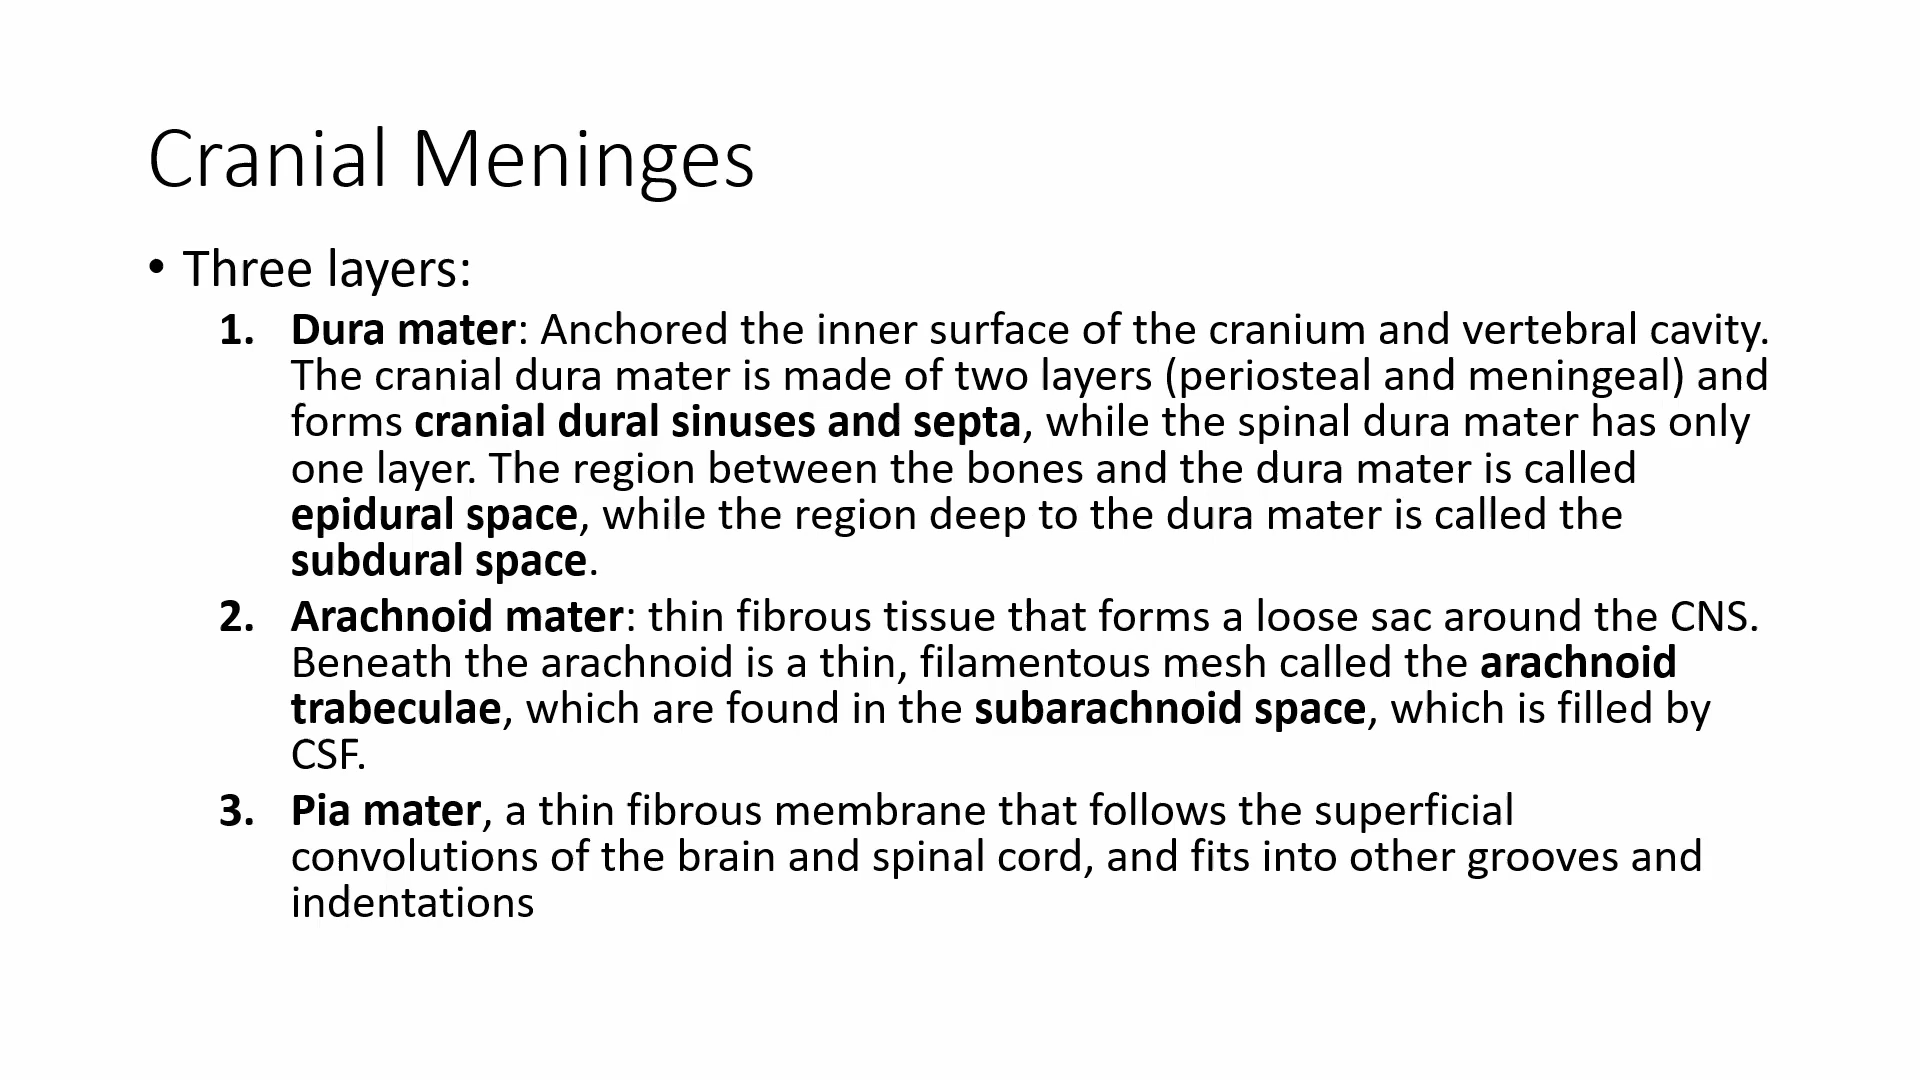 Cranial Meninges
• Three layers:
1. Dura mater: Anchored the inner surface of the cranium and vertebral cavity.
The cranial dura mater is made of two layers (periosteal and meningeal) and
forms cranial dural sinuses and septa, while the spinal dura mater has only
one layer. The region between the bones and the dura mater is called
epidural space, while the region deep to the dura mater is called the
subdural space.
2. Arachnoid mater: thin fibrous tissue that forms a loose sac around the CNS.
Beneath the arachnoid is a thin, filamentous mesh called the arachnoid
trabeculae, which are found in the subarachnoid space, which is filled by
CSF.
3. Pia mater, a thin fibrous membrane that follows the superficial
convolutions of the brain and spinal cord, and fits into other grooves and
indentations